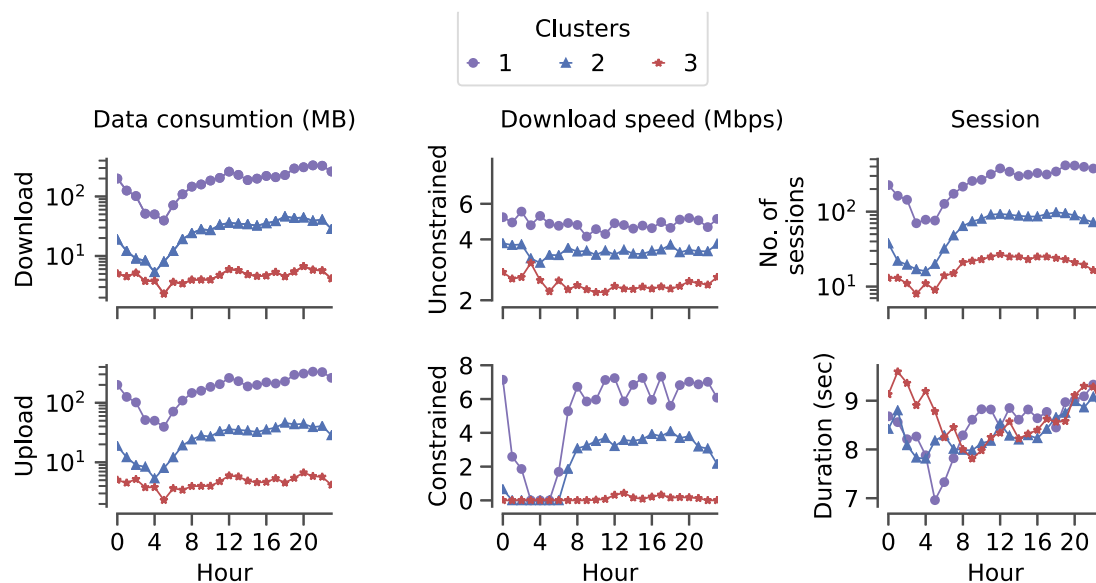 Clusters
1 2 3
Data consumtion (MB)
Download speed (Mbps)
Session
Download
10²
10¹
Unconstrained
6
4
2
No. of
sessions
10²
10¹
Upload
10²
10¹
0 4 8 12 16 20
Hour
Constrained
8
6
4
2
0
0 4 8 12 16 20
Hour
Duration (sec)
9
8
7
0 4 8 12 16 20
Hour